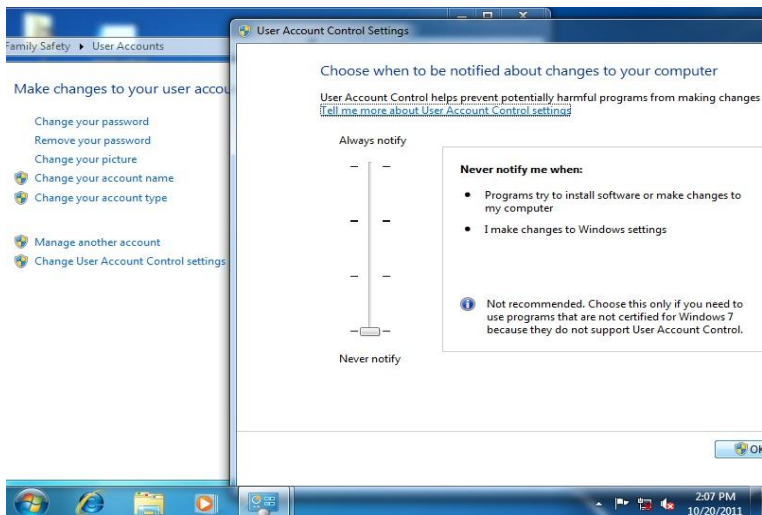 User Account Control Settings
Family Safety ▸ User Accounts
Make changes to your user accou
Change your password
Remove your password
Change your picture
Change your account name
Change your account type
Manage another account
Change User Account Control settings
Choose when to be notified about changes to your computer
User Account Control helps prevent potentially harmful programs from making changes
Tell me more about User Account Control settings
Always notify
Never notify me when:
Programs try to install software or make changes to
my computer
I make changes to Windows settings
Not recommended. Choose this only if you need to
use programs that are not certified for Windows 7
because they do not support User Account Control.
Never notify
OK
2:07 PM
10/20/2011